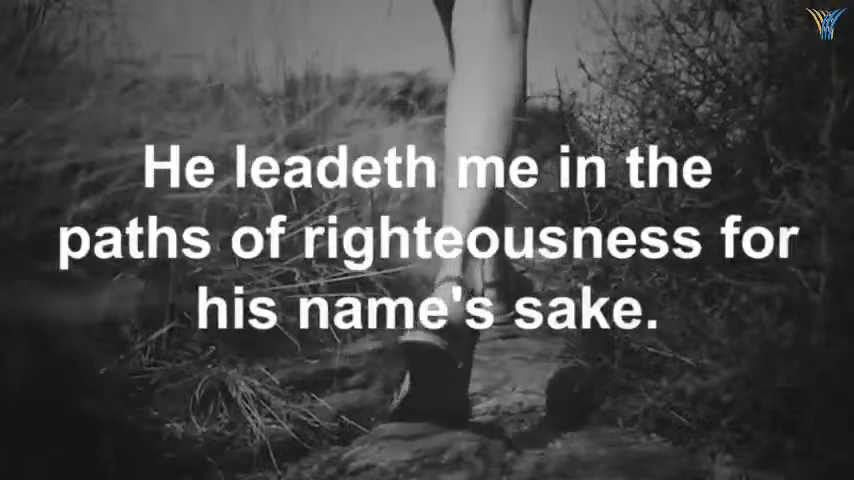 He leadeth me in the
paths of righteousness for
his name's sake.